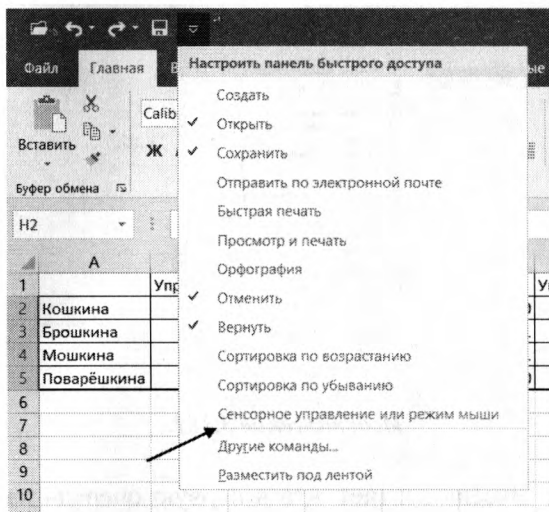 Файл Главная
Настроить панель быстрого доступа
ые
Создать
Calib
Открыть
Вставить
Ж
Сохранить
Отправить по электронной почте
Буфер обмена
Быстрая печать
H2
Просмотр и печать
A
Орфография
1
Упр
Отменить
2 Кошкина
Вернуть
3 Брошкина
4 Мошкина
Сортировка по возрастанию
5 Поварёшкина
Сортировка по убыванию
6
Сенсорное управление или режим мыши
7
8
Другие команды...
9
Разместить под лентой
10